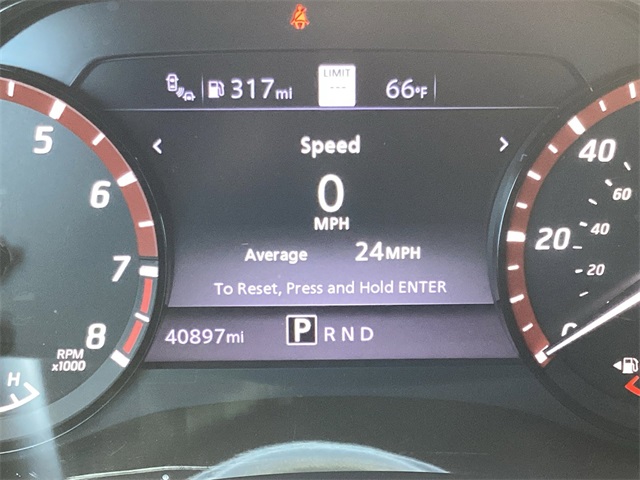 317mi LIMIT --- 66°F
< Speed >
0
MPH
Average 24MPH
To Reset, Press and Hold ENTER
40897mi P R N D
5
6
7
8
RPM
x1000
H
40
60
20
40
20
0